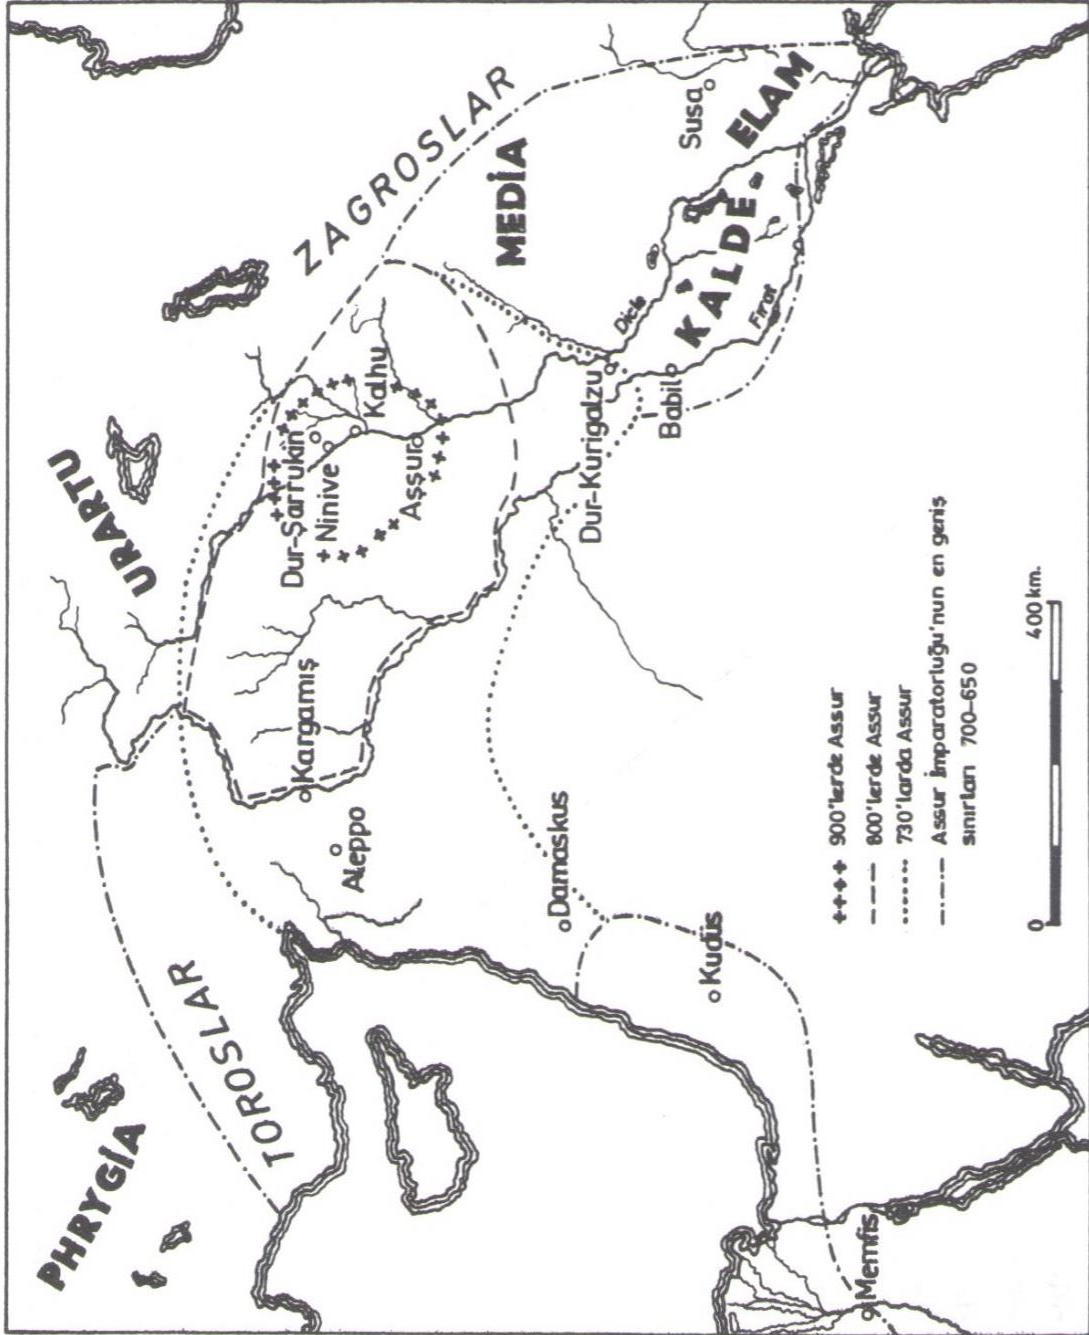 PHRYGİA
TOROSLAR
URARTU
ZAGROSLAR
MEDİA
ELAM
KALDE
Kargamış
Aleppo
Dur-Şarrukin
Ninive
Kalhu
Aşşur
Dicle
Fırat
Susa
Dur-Kurigalzu
Babil
Damaskus
Kudüs
Memfis
++++ 900'lerde Assur
--- 800'lerde Assur
........ 730'larda Assur
-·-·- Assur İmparatorluğu'nun en geniş
sınırları 700-650
0 400 km.